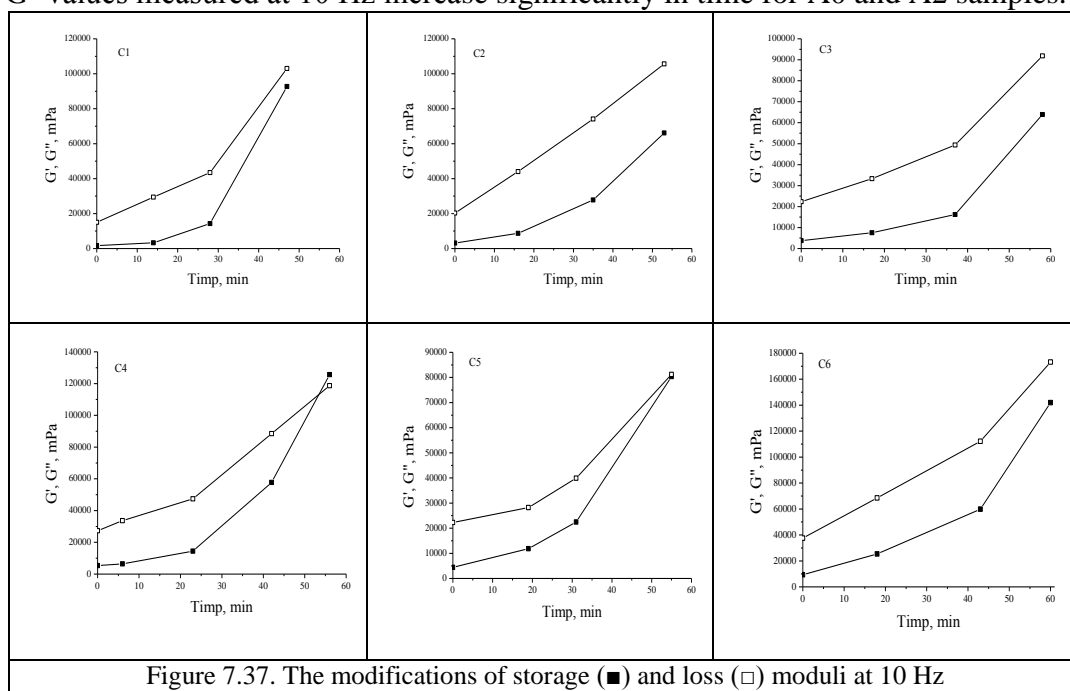 values measured at 10 Hz increase significantly in time for and A2 samples.
120000
100000
80000
60000
40000
20000
0
C1
G', G", mPa
0 10 20 30 40 50 60
Timp, min
120000
100000
80000
60000
40000
20000
0
C2
G', G", mPa
0 10 20 30 40 50 60
Timp, min
100000
90000
80000
70000
60000
50000
40000
30000
20000
10000
0
C3
G', G", mPa
0 10 20 30 40 50 60
Timp, min
140000
120000
100000
80000
60000
40000
20000
0
C4
G', G", mPa
0 10 20 30 40 50 60
Timp, min
90000
80000
70000
60000
50000
40000
30000
20000
10000
0
C5
G', G", mPa
0 10 20 30 40 50 60
Timp, min
180000
160000
140000
120000
100000
80000
60000
40000
20000
0
C6
G', G", mPa
0 10 20 30 40 50 60
Timp, min
Figure 7.37. The modifications of storage (■) and loss (□) moduli at 10 Hz